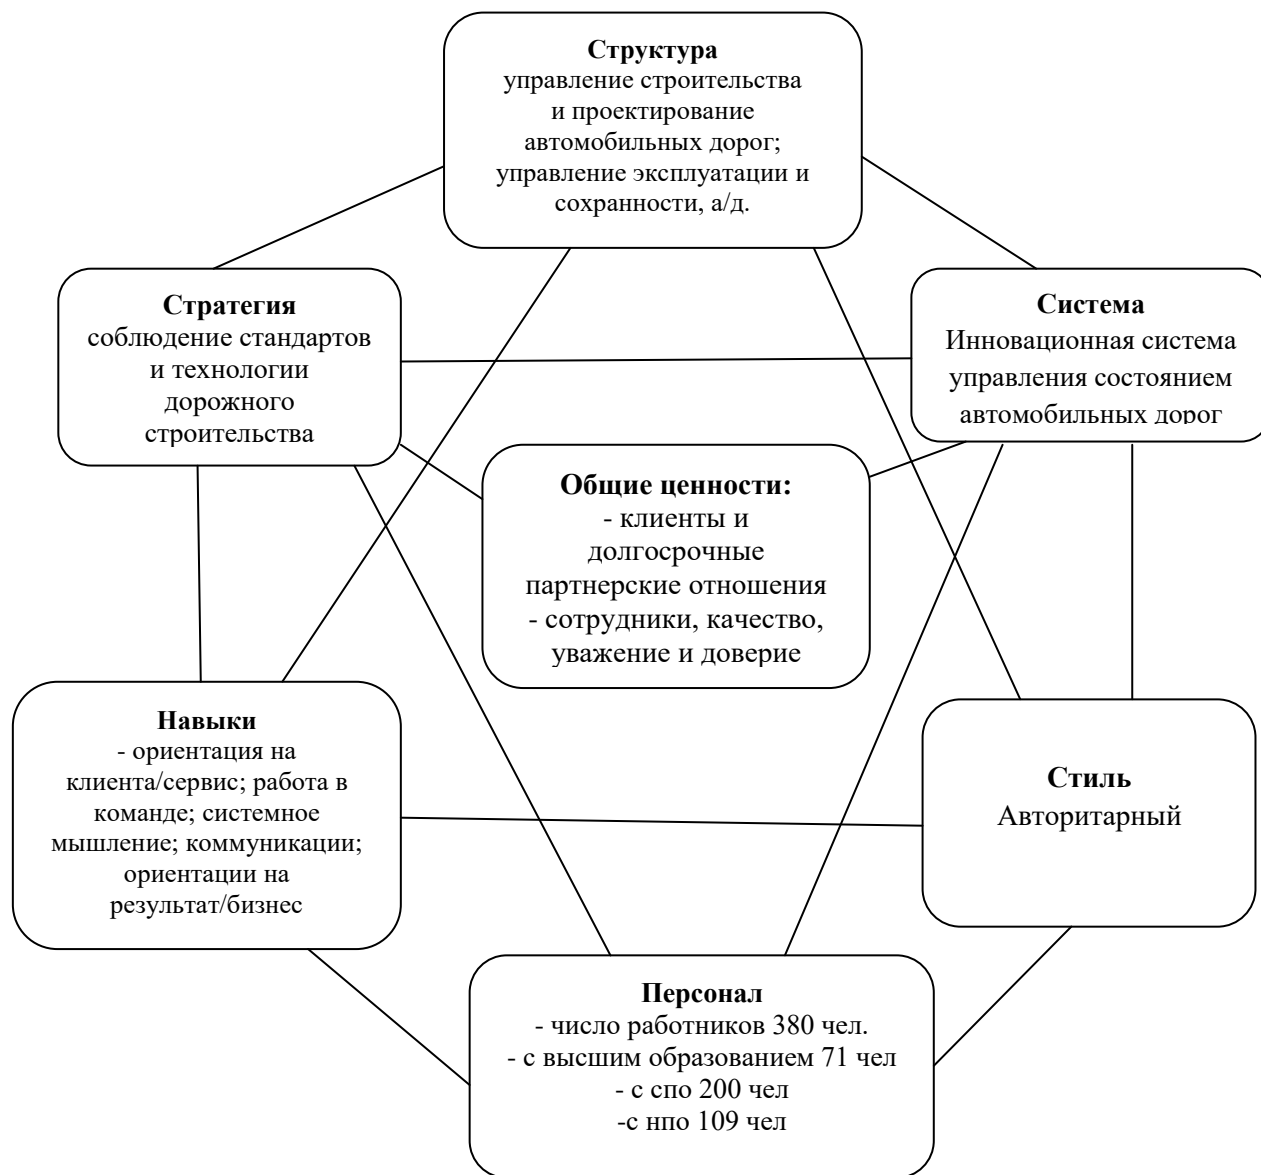 Структура
управление строительства
и проектирование
автомобильных дорог;
управление эксплуатации и
сохранности, а/д.
Стратегия
соблюдение стандартов
и технологии
дорожного
строительства
Система
Инновационная система
управления состоянием
автомобильных дорог
Общие ценности:
- клиенты и
долгосрочные
партнерские отношения
- сотрудники, качество,
уважение и доверие
Навыки
- ориентация на
клиента/сервис; работа в
команде; системное
мышление; коммуникации;
ориентации на
результат/бизнес
Стиль
Авторитарный
Персонал
- число работников 380 чел.
- с высшим образованием 71 чел
- с спо 200 чел
-с нпо 109 чел